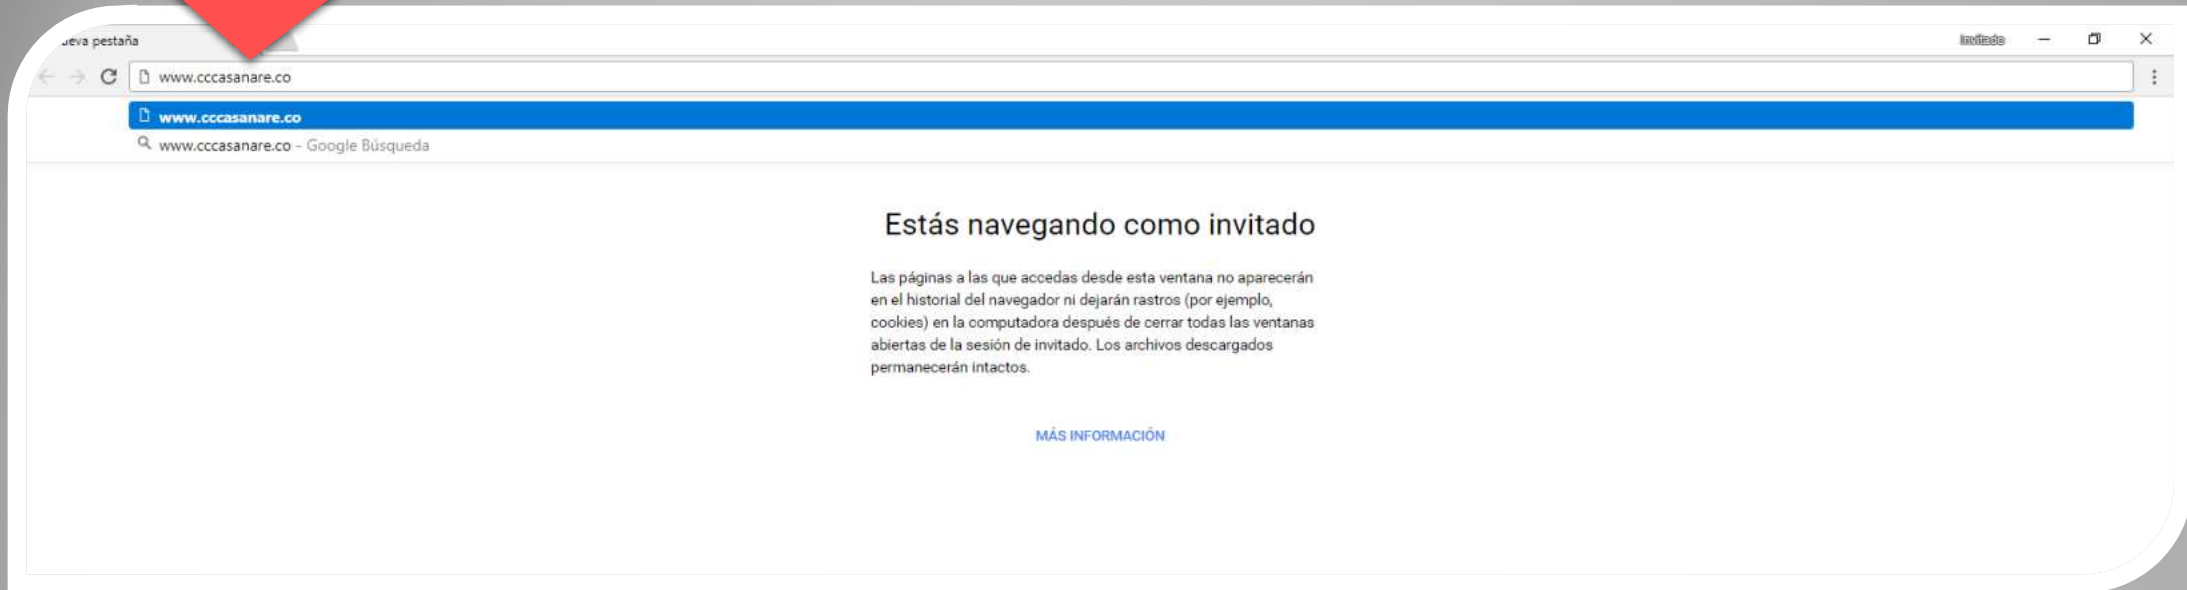 ueva pestaña
Invitado
www.cccasanare.co
www.cccasanare.co
www.cccasanare.co - Google Búsqueda
Estás navegando como invitado
Las páginas a las que accedas desde esta ventana no aparecerán
en el historial del navegador ni dejarán rastros (por ejemplo,
cookies) en la computadora después de cerrar todas las ventanas
abiertas de la sesión de invitado. Los archivos descargados
permanecerán intactos.
MÁS INFORMACIÓN